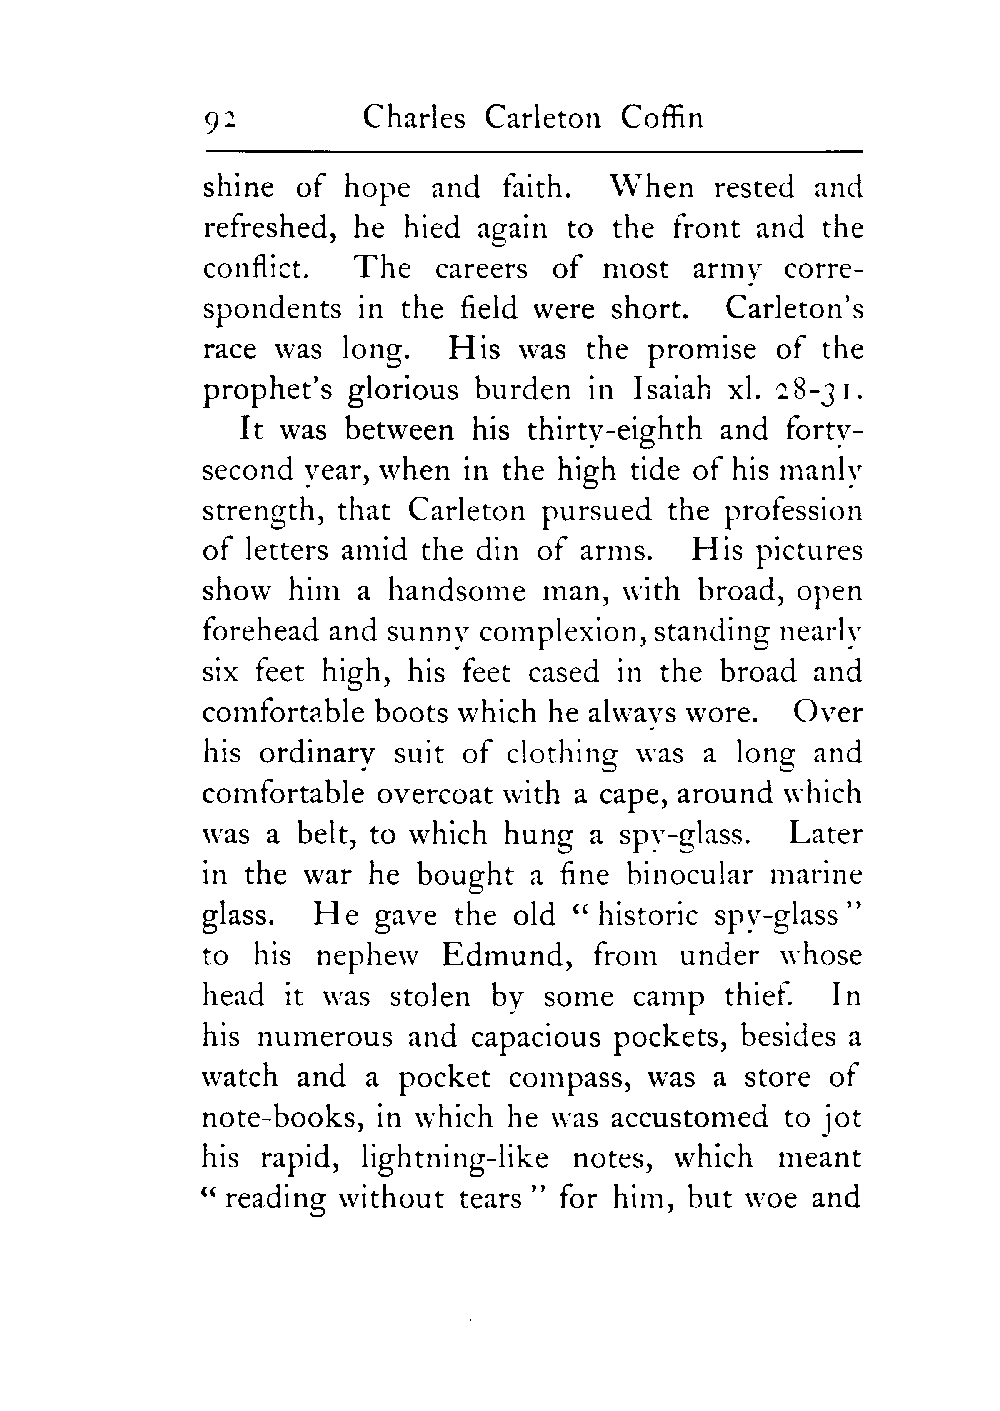 92 Charles Carleton Coffin
shine of hope and faith. When rested and
refreshed, he hied again to the front and the
conflict. The careers of most army corre-
spondents in the field were short. Carleton's
race was long. His was the promise of the
prophet's glorious burden in Isaiah xl. 28-31.
It was between his thirty-eighth and forty-
second year, when in the high tide of his manly
strength, that Carleton pursued the profession
of letters amid the din of arms. His pictures
show him a handsome man, with broad, open
forehead and sunny complexion, standing nearly
six feet high, his feet cased in the broad and
comfortable boots which he always wore. Over
his ordinary suit of clothing was a long and
comfortable overcoat with a cape, around which
was a belt, to which hung a spy-glass. Later
in the war he bought a fine binocular marine
glass. He gave the old “ historic spy-glass ”
to his nephew Edmund, from under whose
head it was stolen by some camp thief. In
his numerous and capacious pockets, besides a
watch and a pocket compass, was a store of
note-books, in which he was accustomed to jot
his rapid, lightning-like notes, which meant
“ reading without tears ” for him, but woe and